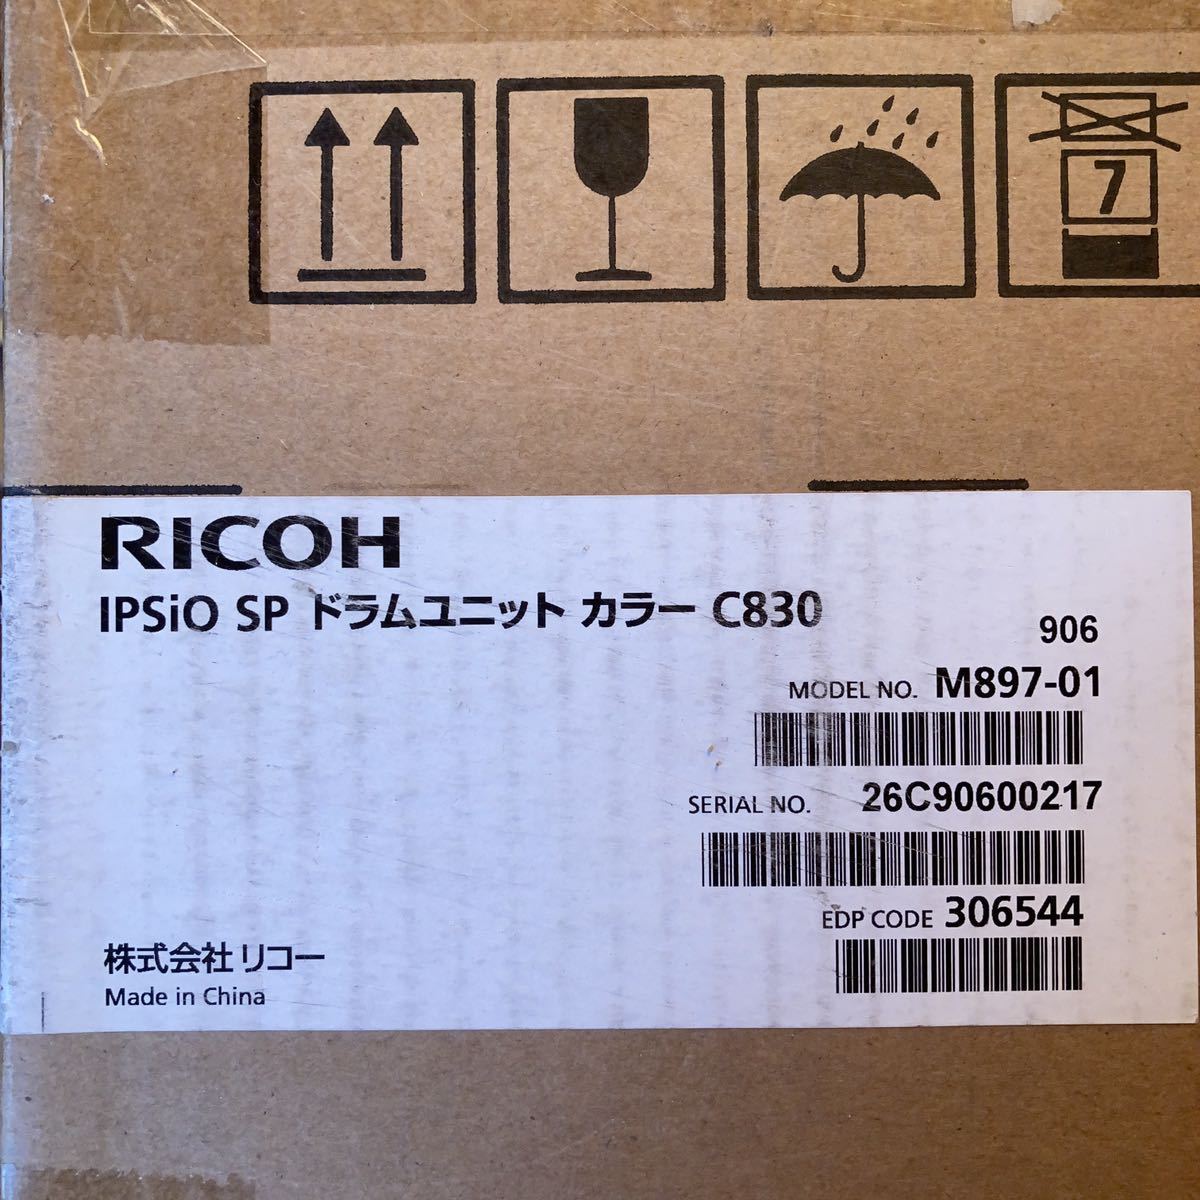 7
RICOH
IPSiO SP ドラムユニット カラー C830
906
MODEL NO. M897-01
SERIAL NO. 26C90600217
EDP CODE 306544
株式会社リコー
Made in China